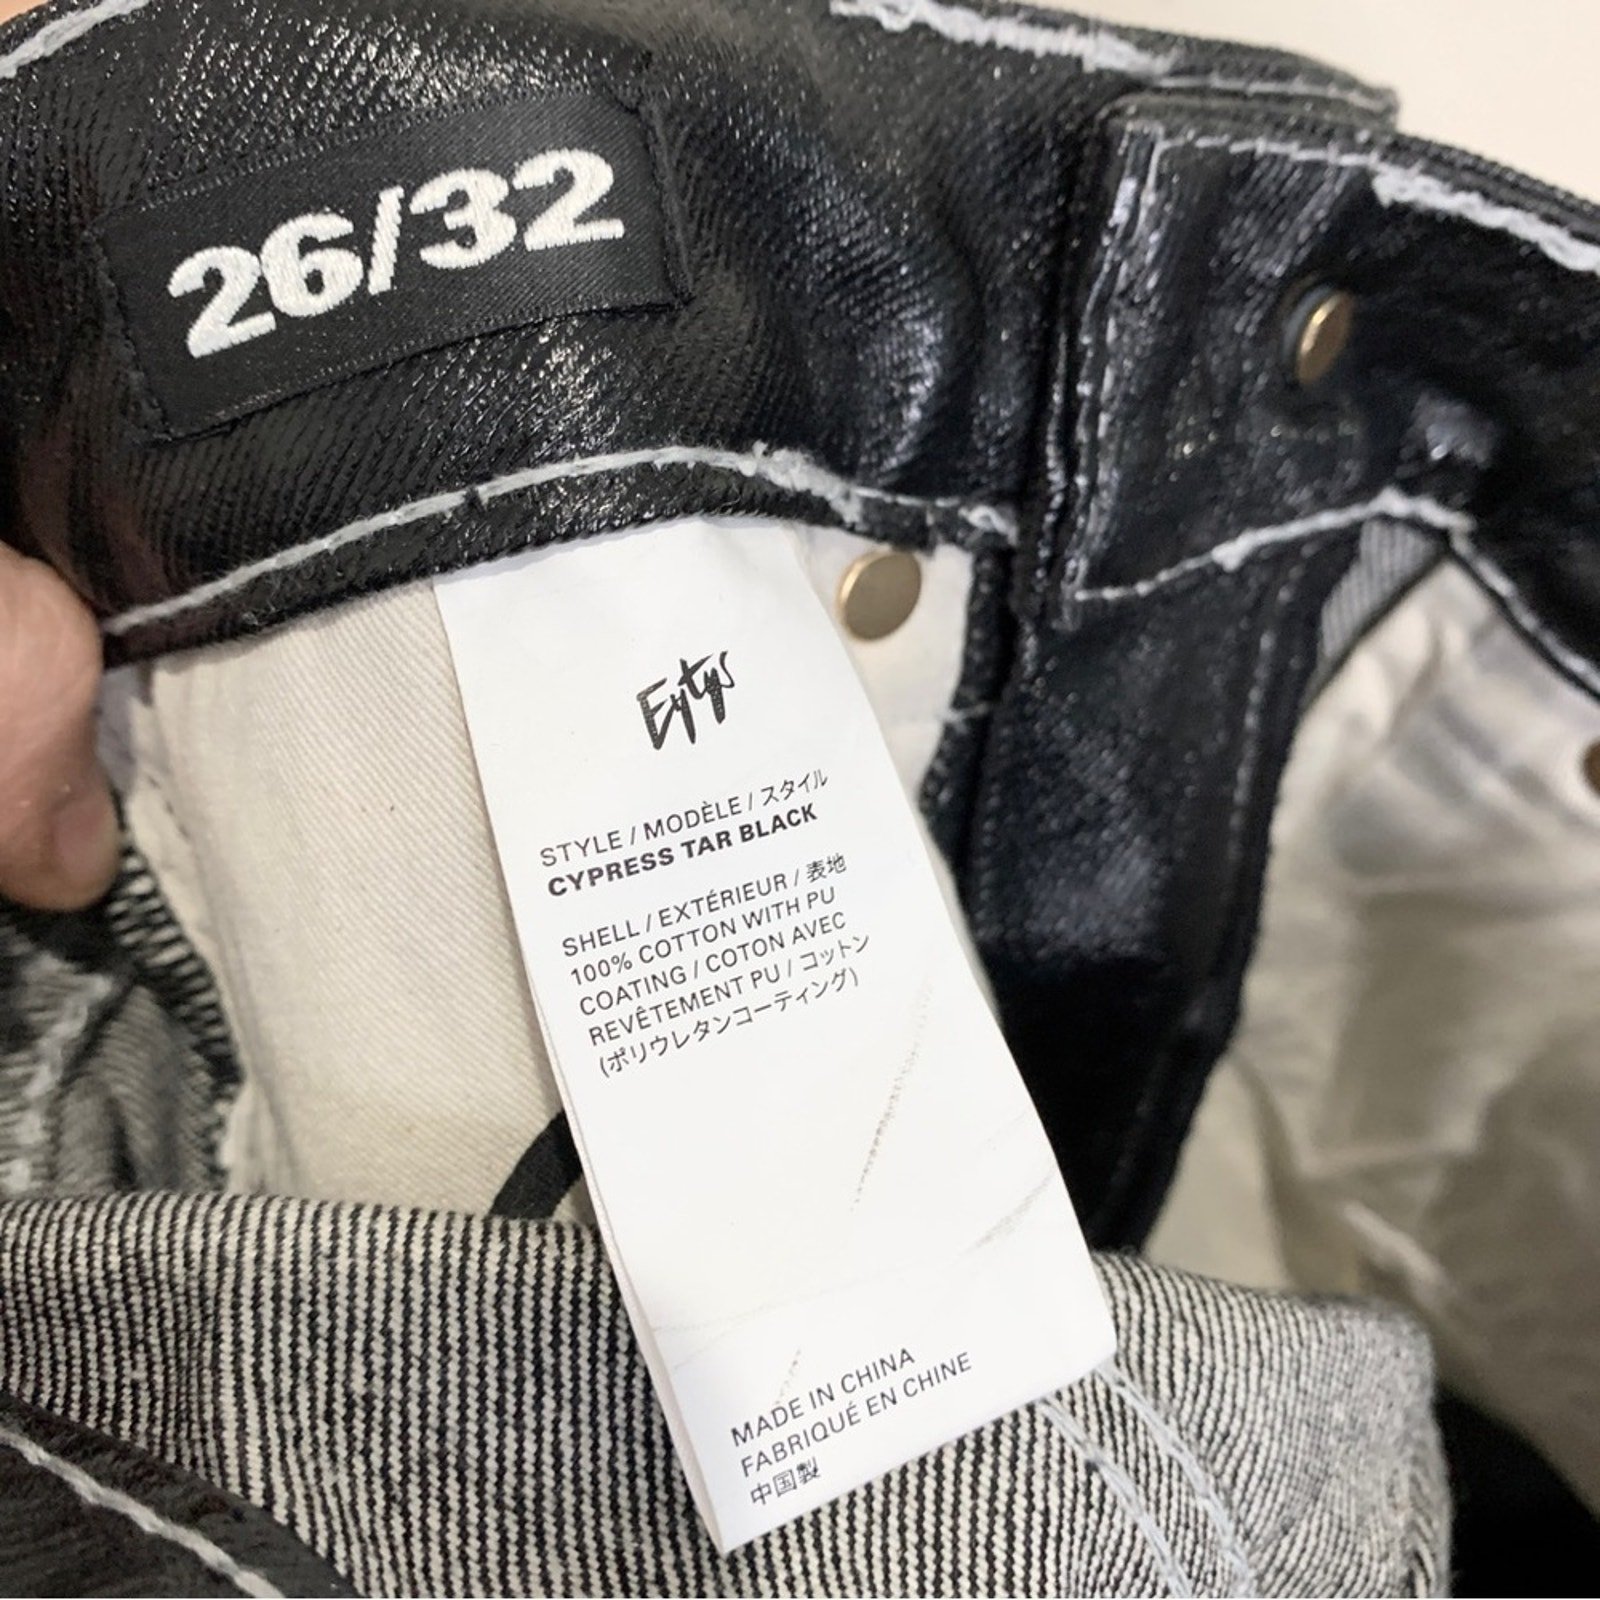 26/32
Eytys
STYLE / MODÈLE / スタイル
CYPRESS TAR BLACK
SHELL / EXTÉRIEUR / 表地
100% COTTON WITH PU
COATING / COTON AVEC
REVÊTEMENT PU / コットン
(ポリウレタンコーティング)
MADE IN CHINA
FABRIQUÉ EN CHINE
中国製